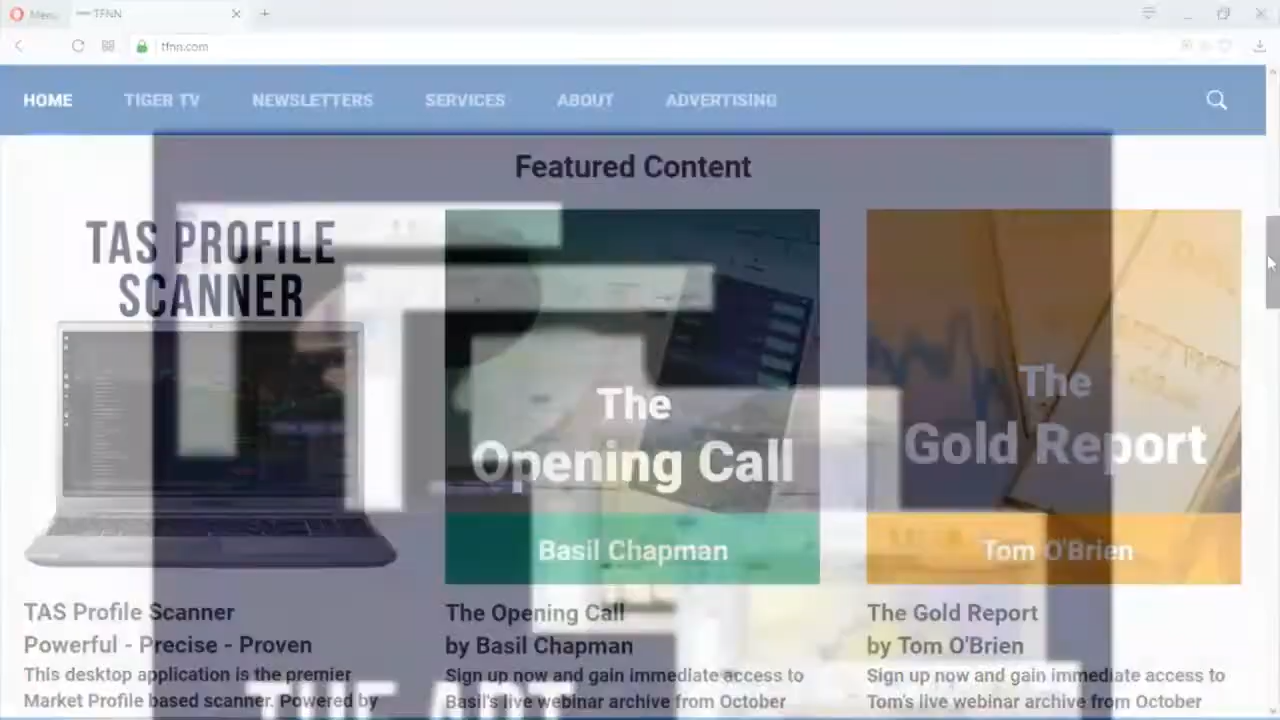 Menu
TFNN
tfnn.com
HOME
TIGER TV
NEWSLETTERS
SERVICES
ABOUT
ADVERTISING
Featured Content
TAS PROFILE
SCANNER
The
Opening Call
Basil Chapman
The
Gold Report
Tom O'Brien
TAS Profile Scanner
Powerful - Precise - Proven
This desktop application is the premier
Market Profile based scanner. Powered by
The Opening Call
by Basil Chapman
Sign up now and gain immediate access to
Basil's live webinar archive from October
The Gold Report
by Tom O'Brien
Sign up now and gain immediate access to
Tom's live webinar archive from October
THE ART